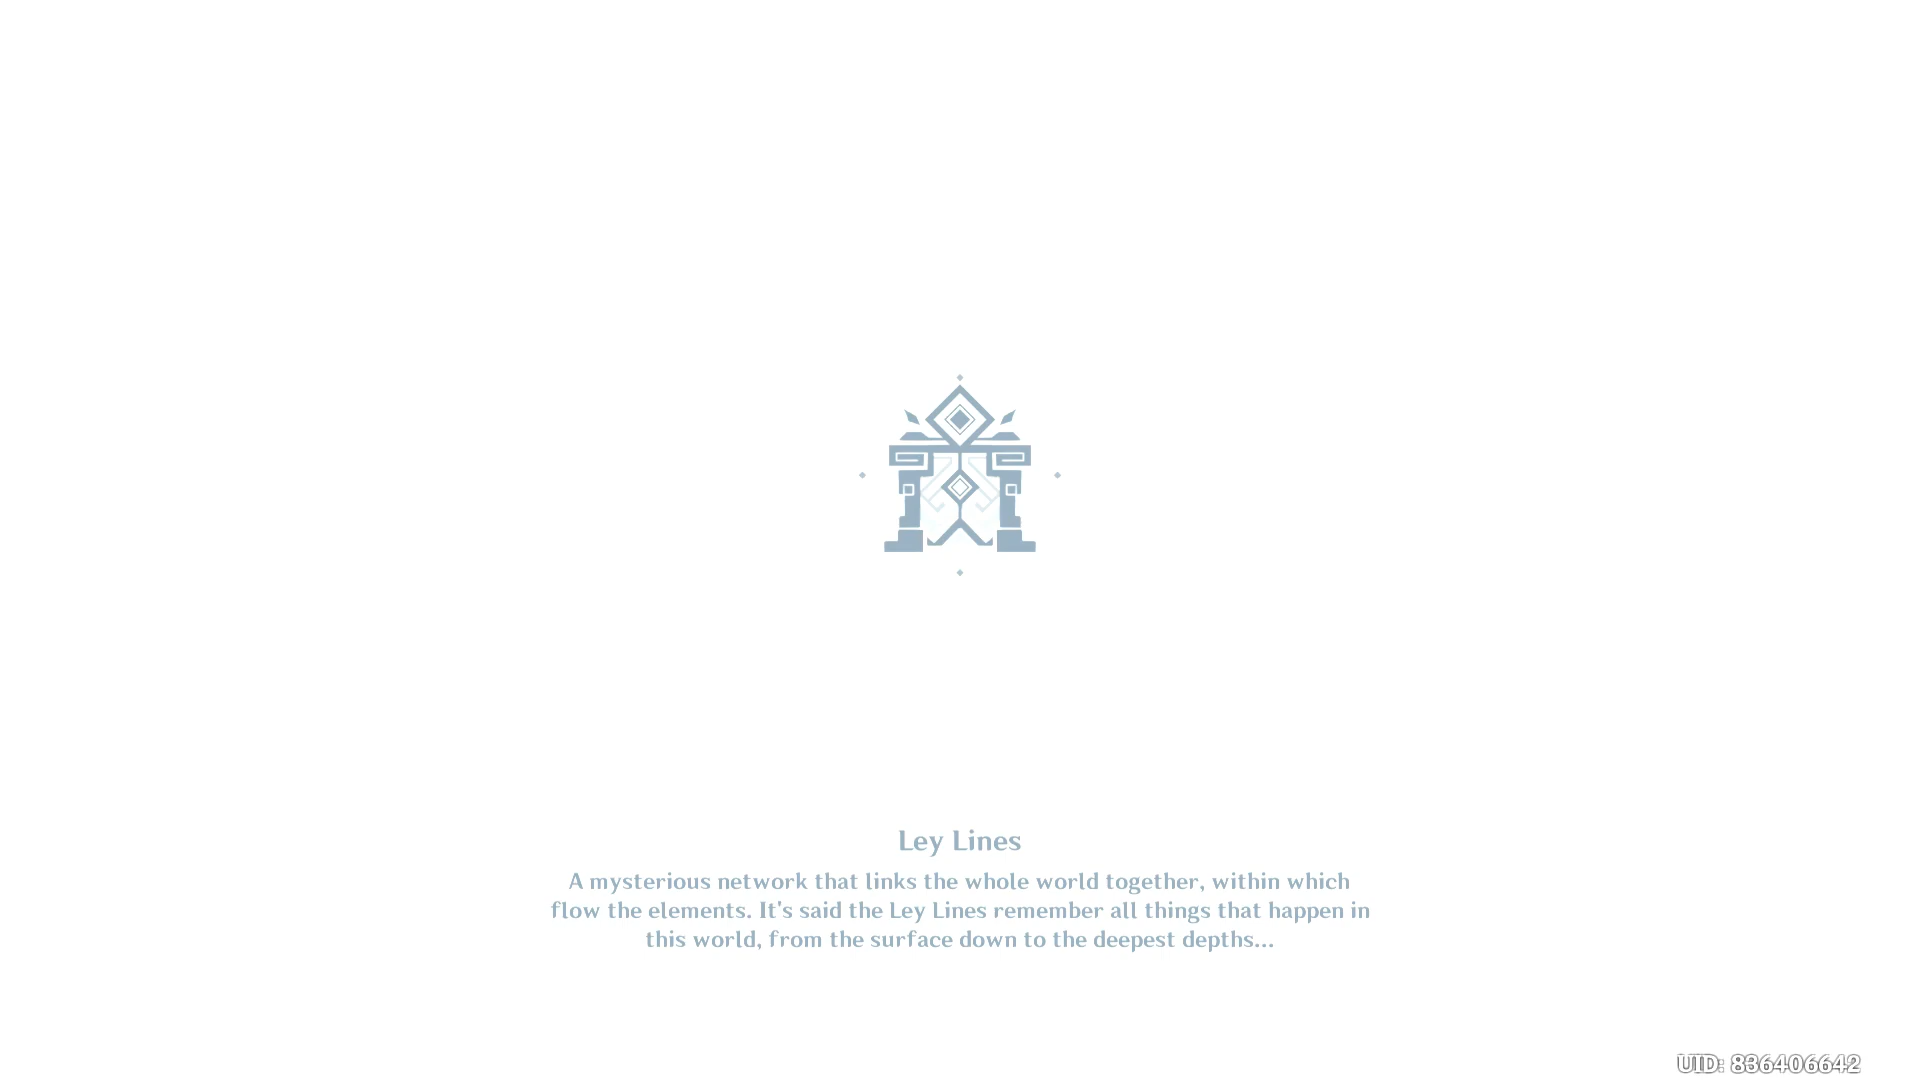 Ley Lines
A mysterious network that links the whole world together, within which
flow the elements. It's said the Ley Lines remember all things that happen in
this world, from the surface down to the deepest depths...
UID: 836406642